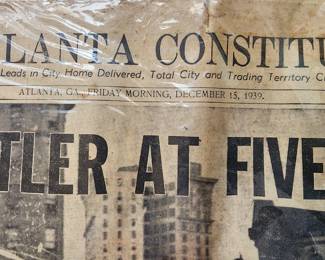 LANTA CONSTITU
Leads in City Home Delivered, Total City and Trading Territory C
ATLANTA, GA., FRIDAY MORNING, DECEMBER 15, 1939.
TLER AT FIVE